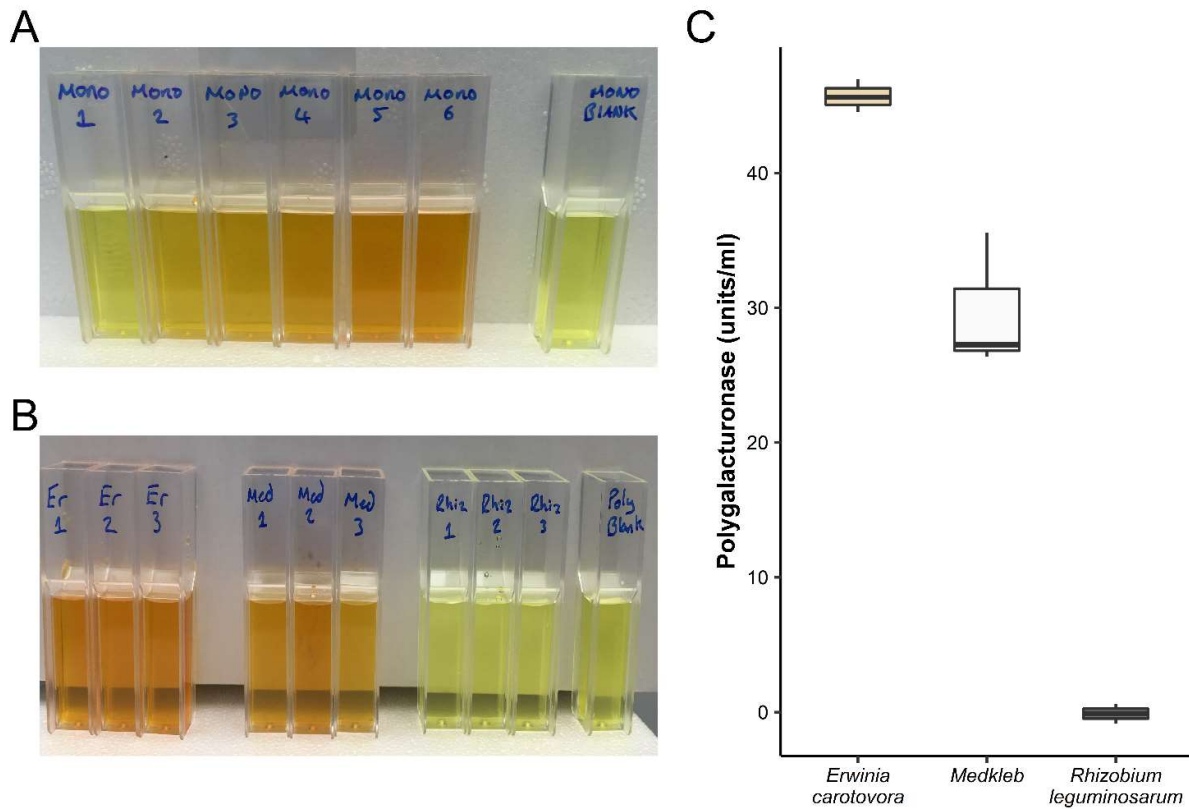 A
Mono Mono Mono Mono Mono Mono
1 2 3 4 5 6
MONO
BLANK
B
Er Er Er
1 2 3
Med Med Med
1 2 3
Rhiz Rhiz Rhiz
1 2 3
Poly
Blank
C
Polygalacturonase (units/ml)
40
30
20
10
0
Erwinia
carotovora
Medkleb
Rhizobium
leguminosarum